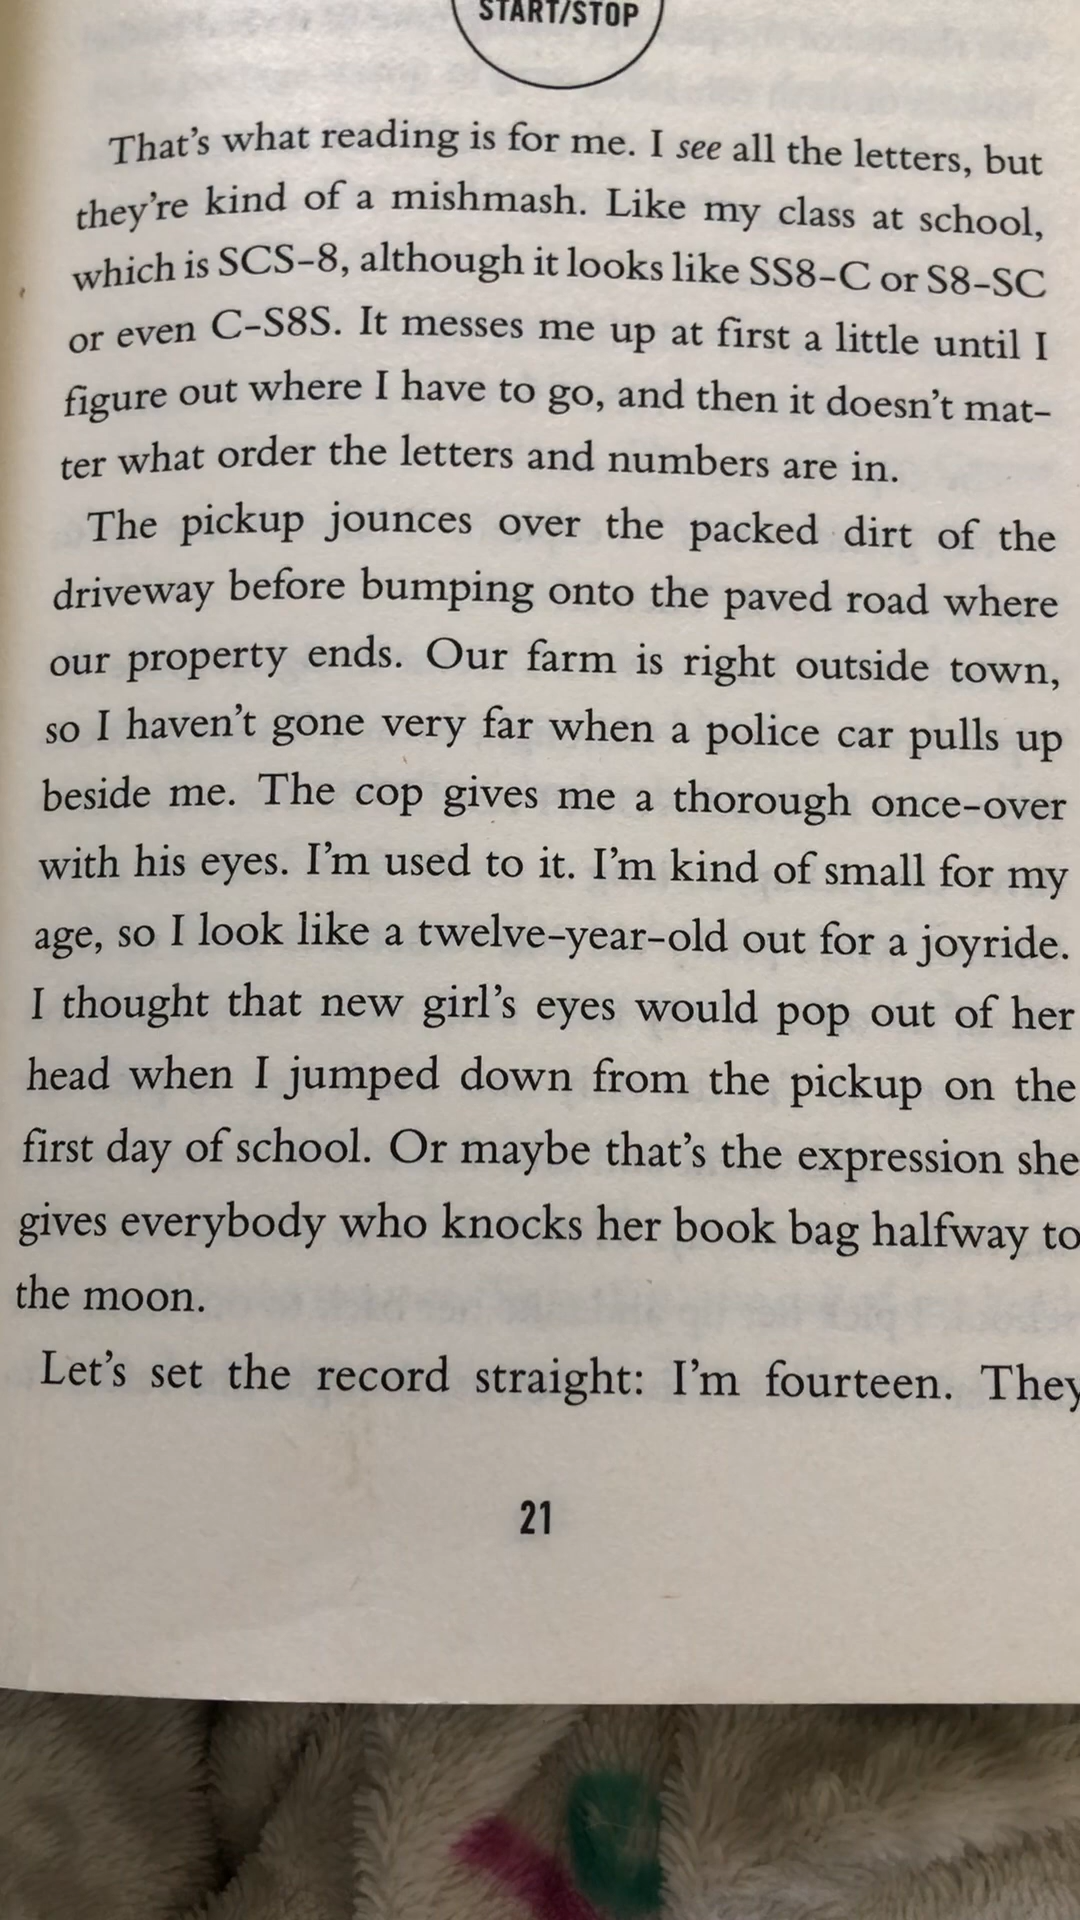 START/STOP
That's what reading is for me. I see all the letters, but
they're kind of a mishmash. Like my class at school,
which is SCS-8, although it looks like SS8-C or S8-SC
or even C-S8S. It messes me up at first a little until I
figure out where I have to go, and then it doesn't mat-
ter what order the letters and numbers are in.
The pickup jounces over the packed dirt of the
driveway before bumping onto the paved road where
our property ends. Our farm is right outside town,
so I haven't gone very far when a police car pulls up
beside me. The cop gives me a thorough once-over
with his eyes. I'm used to it. I'm kind of small for my
age, so I look like a twelve-year-old out for a joyride.
I thought that new girl's eyes would pop out of her
head when I jumped down from the pickup on the
first day of school. Or maybe that's the expression she
gives everybody who knocks her book bag halfway to
the moon.
Let's set the record straight: I'm fourteen. They
21